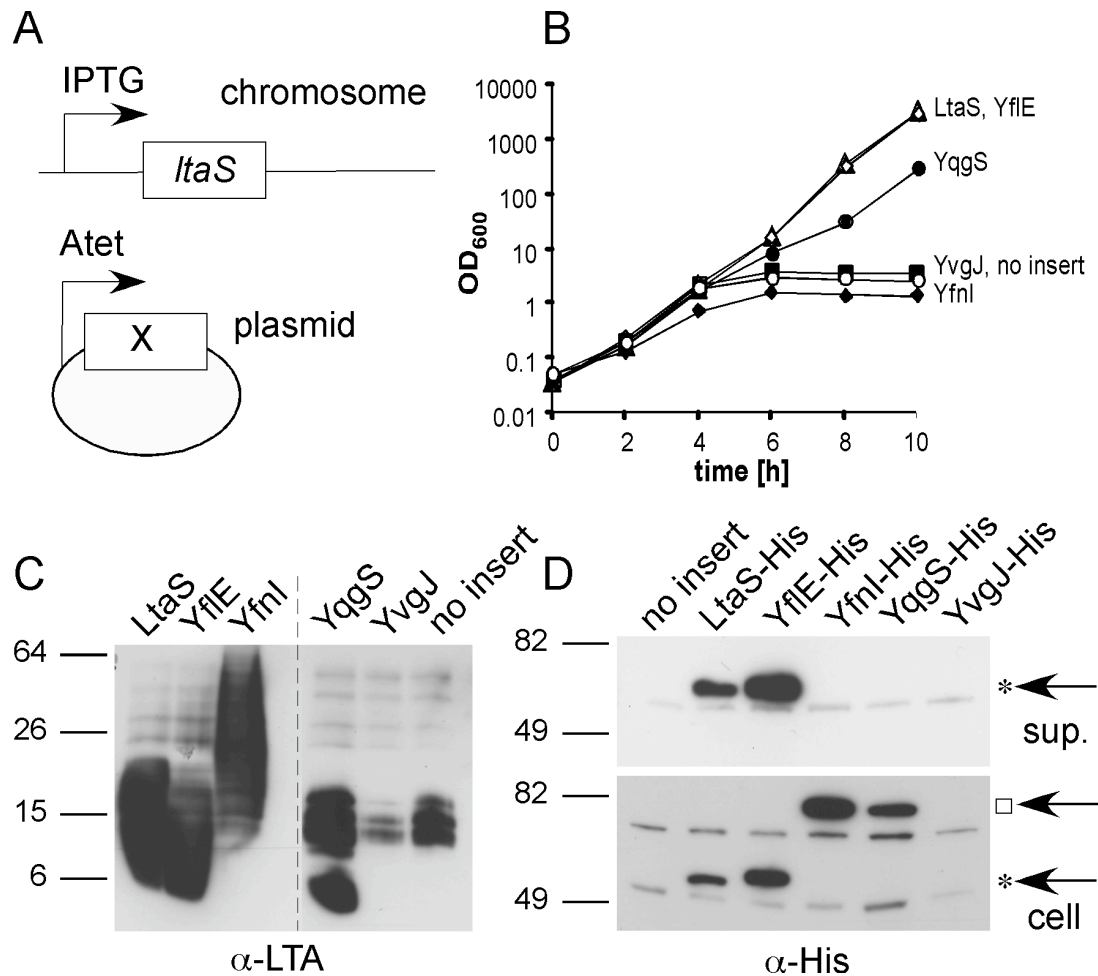 A
IPTG
chromosome
ltaS
Atet
X
plasmid
B
OD600
10000
1000
100
10
1
0.1
0.01
0
2
4
6
8
10
time [h]
LtaS, YflE
YqgS
YvgJ, no insert
YfnI
C
LtaS
YflE
YfnI
YqgS
YvgJ
no insert
64
26
15
6
α-LTA
D
no insert
LtaS-His
YflE-His
YfnI-His
YqgS-His
YvgJ-His
82
49
*
sup.
82
49
□
*
cell
α-His